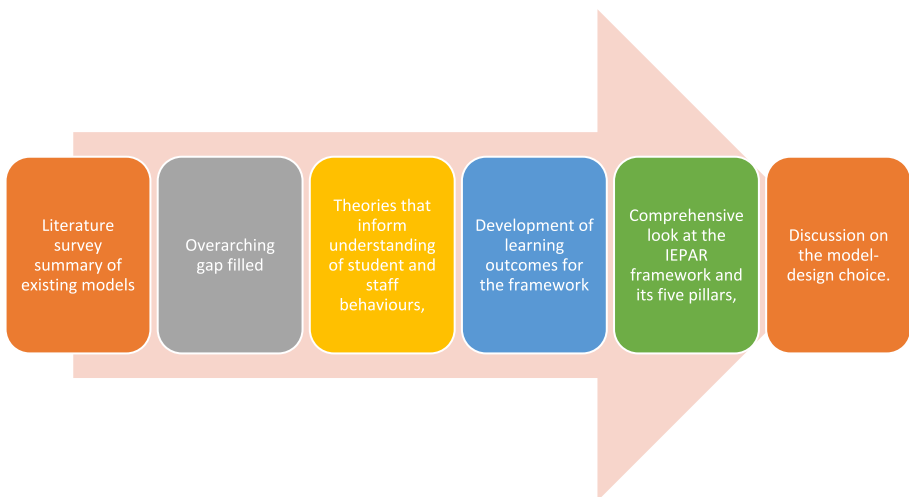 Literature
survey
summary of
existing models
Overarching
gap filled
Theories that
inform
understanding
of student and
staff
behaviours,
Development of
learning
outcomes for
the framework
Comprehensive
look at the
IEPAR
framework and
its five pillars,
Discussion on
the model-
design choice.